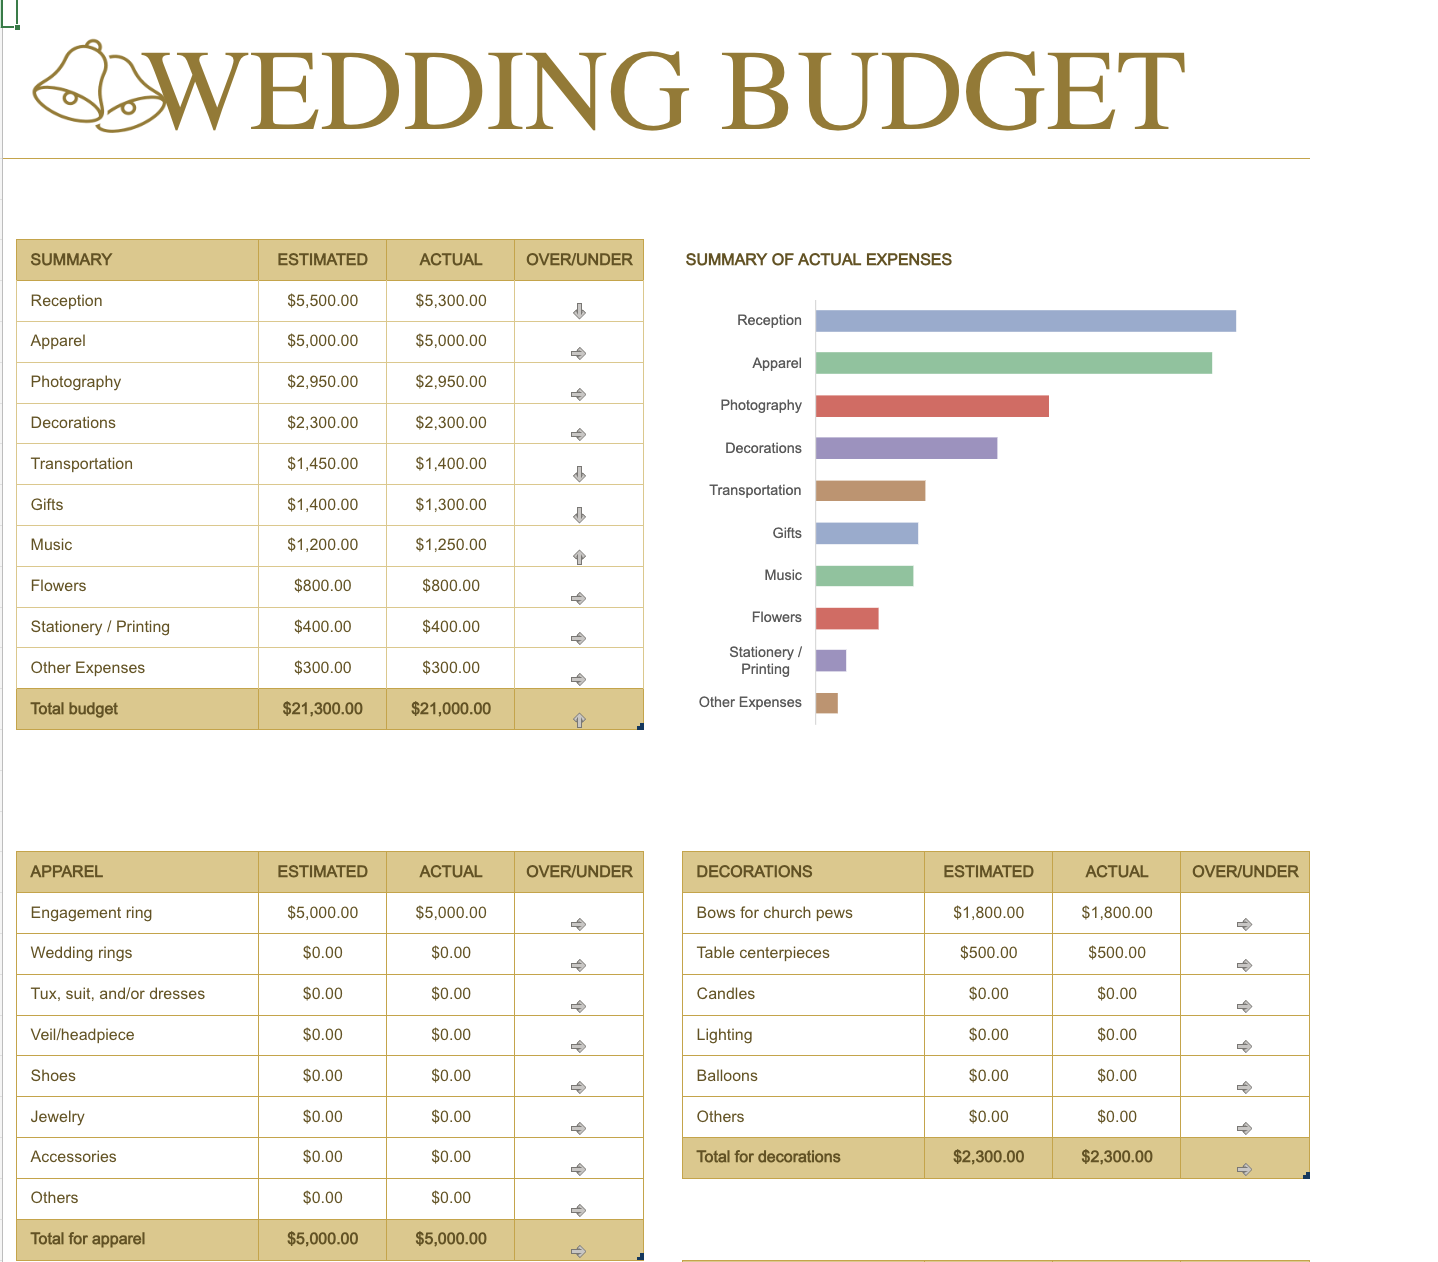 WEDDING BUDGET
SUMMARY ESTIMATED ACTUAL OVER/UNDER
Reception $5,500.00 $5,300.00
Apparel $5,000.00 $5,000.00
Photography $2,950.00 $2,950.00
Decorations $2,300.00 $2,300.00
Transportation $1,450.00 $1,400.00
Gifts $1,400.00 $1,300.00
Music $1,200.00 $1,250.00
Flowers $800.00 $800.00
Stationery / Printing $400.00 $400.00
Other Expenses $300.00 $300.00
Total budget $21,300.00 $21,000.00
SUMMARY OF ACTUAL EXPENSES
Reception
Apparel
Photography
Decorations
Transportation
Gifts
Music
Flowers
Stationery /
Printing
Other Expenses
APPAREL ESTIMATED ACTUAL OVER/UNDER
Engagement ring $5,000.00 $5,000.00
Wedding rings $0.00 $0.00
Tux, suit, and/or dresses $0.00 $0.00
Veil/headpiece $0.00 $0.00
Shoes $0.00 $0.00
Jewelry $0.00 $0.00
Accessories $0.00 $0.00
Others $0.00 $0.00
Total for apparel $5,000.00 $5,000.00
DECORATIONS ESTIMATED ACTUAL OVER/UNDER
Bows for church pews $1,800.00 $1,800.00
Table centerpieces $500.00 $500.00
Candles $0.00 $0.00
Lighting $0.00 $0.00
Balloons $0.00 $0.00
Others $0.00 $0.00
Total for decorations $2,300.00 $2,300.00